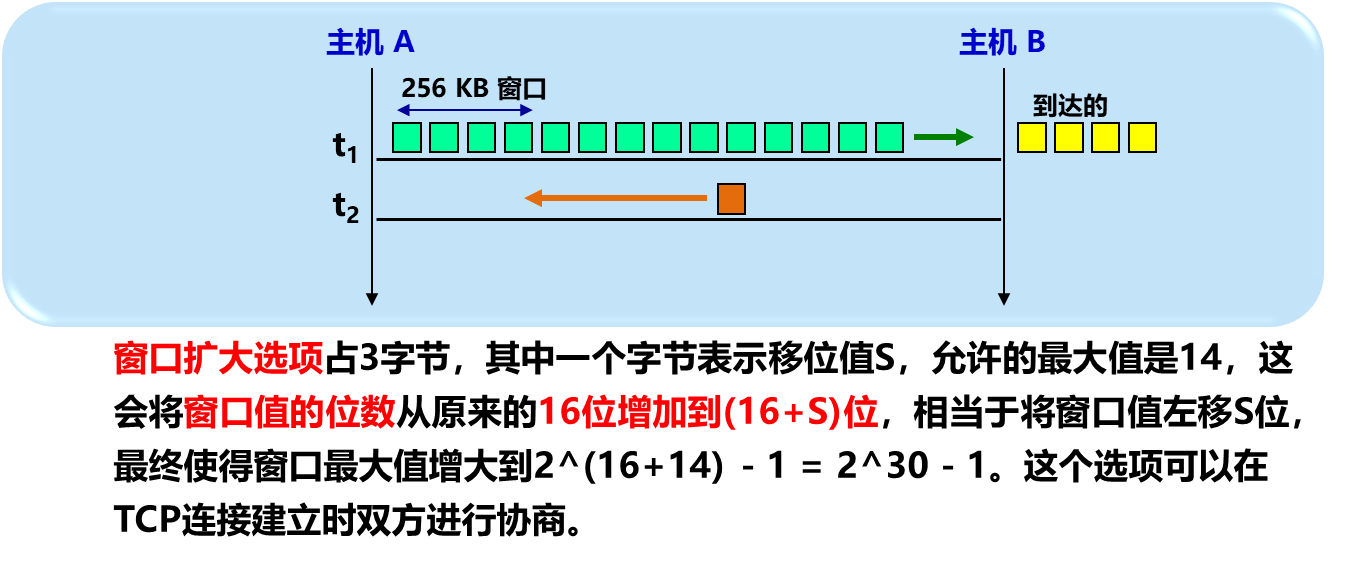 主机 A
主机 B
256 KB 窗口
到达的
t1
t2
窗口扩大选项占3字节，其中一个字节表示移位值S，允许的最大值是14，这
会将窗口值的位数从原来的16位增加到(16+S)位，相当于将窗口值左移S位，
最终使得窗口最大值增大到2^(16+14) - 1 = 2^30 - 1。这个选项可以在
TCP连接建立时双方进行协商。